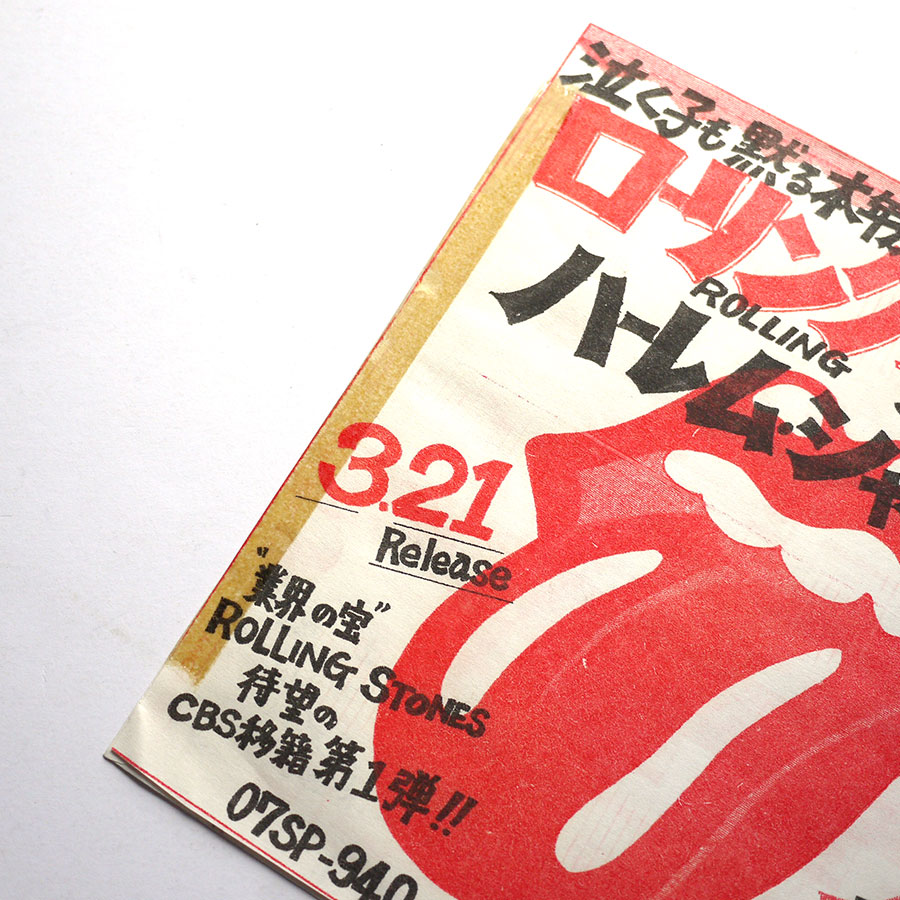 泣く子も黙る本年
ローリン
ROLLING
ハーレム・シャ
3.21
Release
"業界の宝"
ROLLING STONES
待望の
CBS移籍第1弾!!
07SP-940